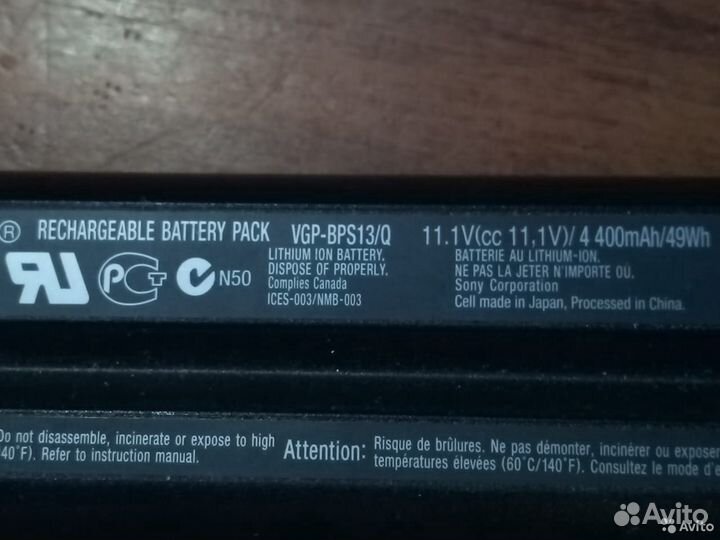 ® RECHARGEABLE BATTERY PACK VGP-BPS13/Q 11.1V(cc 11,1V)/ 4 400mAh/49Wh
LITHIUM ION BATTERY.
DISPOSE OF PROPERLY.
Complies Canada
ICES-003/NMB-003
BATTERIE AU LITHIUM-ION.
NE PAS LA JETER N'IMPORTE OÙ.
Sony Corporation
Cell made in Japan, Processed in China.
N50
Do not disassemble, incinerate or expose to high
140°F). Refer to instruction manual.
Attention:
Risque de brûlures. Ne pas démonter, incinérer ou exposer
températures élevées (60°C/140°F). Consultez le mode d'e
Avito
Avito